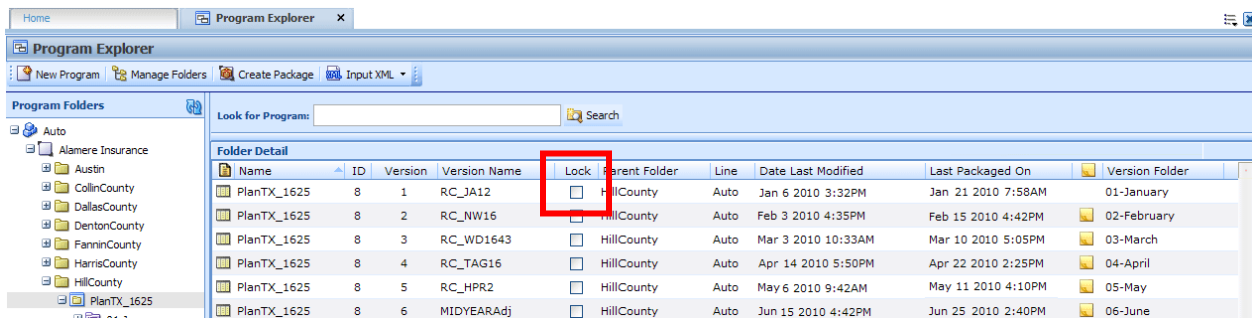 Home Program Explorer x
Program Explorer
New Program Manage Folders Create Package Input XML
Program Folders
Look for Program: Search
Auto
Alamere Insurance
Austin
CollinCounty
DallasCounty
DentonCounty
FanninCounty
HarrisCounty
HillCounty
PlanTX_1625
Folder Detail
Name ID Version Version Name Lock Parent Folder Line Date Last Modified Last Packaged On Version Folder
PlanTX_1625 8 1 RC_JA12 HillCounty Auto Jan 6 2010 3:32PM Jan 21 2010 7:58AM 01-January
PlanTX_1625 8 2 RC_NW16 HillCounty Auto Feb 3 2010 4:35PM Feb 15 2010 4:42PM 02-February
PlanTX_1625 8 3 RC_WD1643 HillCounty Auto Mar 3 2010 10:33AM Mar 10 2010 5:05PM 03-March
PlanTX_1625 8 4 RC_TAG16 HillCounty Auto Apr 14 2010 5:50PM Apr 22 2010 2:25PM 04-April
PlanTX_1625 8 5 RC_HPR2 HillCounty Auto May 6 2010 9:42AM May 11 2010 4:10PM 05-May
PlanTX_1625 8 6 MIDYEARAdj HillCounty Auto Jun 15 2010 4:42PM Jun 25 2010 2:40PM 06-June